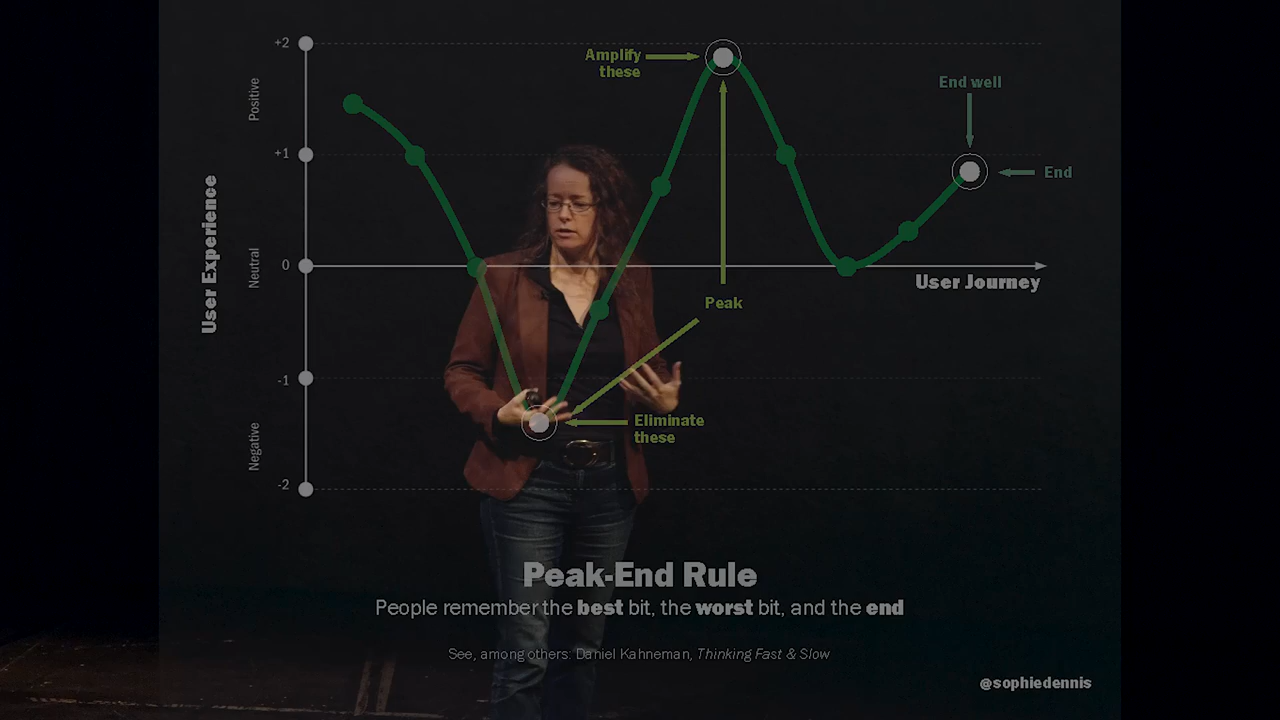 +2
Positive
+1
User Experience
Neutral
0
-1
Negative
-2
Amplify
these
End well
End
User Journey
Peak
Eliminate
these
Peak-End Rule
People remember the best bit, the worst bit, and the end
See, among others: Daniel Kahneman, Thinking Fast & Slow
@sophiedennis